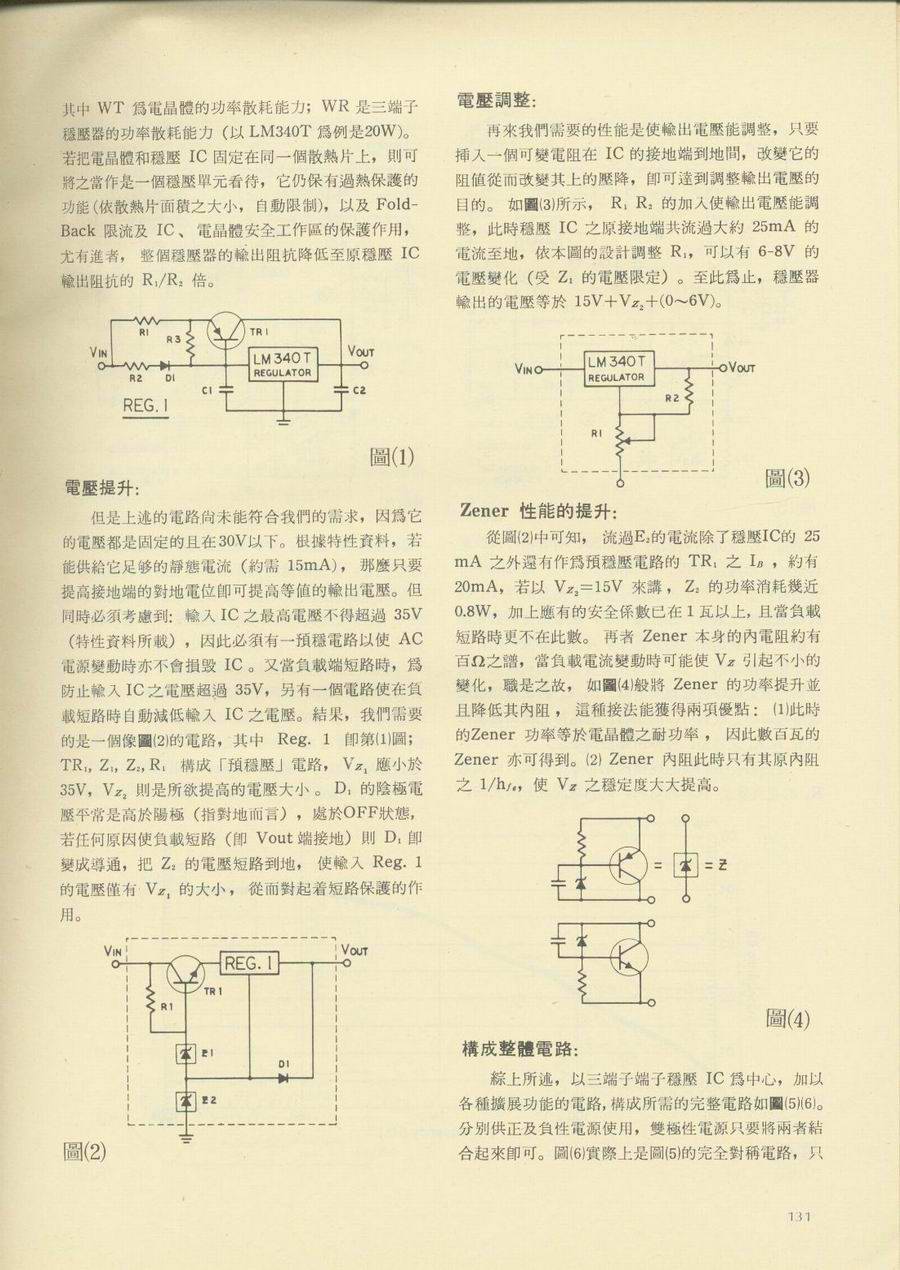 其中 WT 爲電晶體的功率散耗能力；WR 是三端子
穩壓器的功率散耗能力（以 LM340T 爲例是20W)。
若把電晶體和穩壓 IC 固定在同一個散熱片上，則可
將之當作是一個穩壓單元看待，它仍保有過熱保護的
功能(依散熱片面積之大小，自動限制)，以及 Fold-
Back 限流及 IC、電晶體安全工作區的保護作用，
尤有進者，整個穩壓器的輸出阻抗降低至原穩壓 IC
輸出阻抗的 R₁/R₂ 倍。
R1
R3
TR1
VIN
LM340T
REGULATOR
VOUT
R2
D1
C1
C2
REG.1
圖(1)
電壓提升：
但是上述的電路尙未能符合我們的需求，因爲它
的電壓都是固定的且在30V以下。根據特性資料，若
能供給它足够的靜態電流（約需 15mA)，那麼只要
提高接地端的對地電位卽可提高等値的輸出電壓。但
同時必須考慮到：輸入 IC 之最高電壓不得超過 35V
（特性資料所載），因此必須有一預穩電路以使 AC
電源變動時亦不會損毀 IC 。又當負載端短路時，爲
防止輸入 IC 之電壓超過 35V，另有一個電路使在負
載短路時自動減低輸入 IC 之電壓。結果，我們需要
的是一個像圖(2)的電路，其中 Reg. 1 卽第(1)圖；
TR₁, Z₁, Z₂, R₁ 構成「預穩壓」電路，Vz₁ 應小於
35V，Vz₂ 則是所欲提高的電壓大小。D₁ 的陰極電
壓平常是高於陽極（指對地而言），處於OFF狀態，
若任何原因使負載短路（卽 Vout 端接地）則 D₁ 卽
變成導通，把 Z₂ 的電壓短路到地，使輸入 Reg. 1
的電壓僅有 Vz₁ 的大小，從而對起着短路保護的作
用。
VIN
REG. 1
VOUT
TR1
R1
Z1
D1
Z2
圖(2)
電壓調整：
再來我們需要的性能是使輸出電壓能調整，只要
揷入一個可變電阻在 IC 的接地端到地間，改變它的
阻値從而改變其上的壓降，卽可達到調整輸出電壓的
目的。如圖(3)所示，R₁ R₂ 的加入使輸出電壓能調
整，此時穩壓 IC 之原接地端共流過大約 25mA 的
電流至地，依本圖的設計調整 R₁，可以有 6-8V 的
電壓變化（受 Z₁ 的電壓限定）。至此爲止，穩壓器
輸出的電壓等於 15V＋Vz₂＋(0～6V)。
LM340T
REGULATOR
VIN
VOUT
R2
R1
圖(3)
Zener 性能的提升：
從圖(2)中可知，流過E₂的電流除了穩壓IC的 25
mA 之外還有作爲預穩壓電路的 TR₁ 之 IB ，約有
20mA，若以 Vz₂=15V 來講，Z₂ 的功率消耗幾近
0.8W，加上應有的安全係數已在 1 瓦以上，且當負載
短路時更不在此數。再者 Zener 本身的內電阻約有
百Ω之譜，當負載電流變動時可能使 Vz 引起不小的
變化，職是之故，如圖(4)般將 Zener 的功率提升並
且降低其內阻，這種接法能獲得兩項優點：(1)此時
的Zener 功率等於電晶體之耐功率，因此數百瓦的
Zener 亦可得到。(2) Zener 內阻此時只有其原內阻
之 1/hfe，使 Vz 之穩定度大大提高。
= = Z
圖(4)
構成整體電路：
綜上所述，以三端子端子穩壓 IC 爲中心，加以
各種擴展功能的電路，構成所需的完整電路如圖(5)(6)。
分別供正及負性電源使用，雙極性電源只要將兩者結
合起來卽可。圖(6)實際上是圖(5)的完全對稱電路，只
131